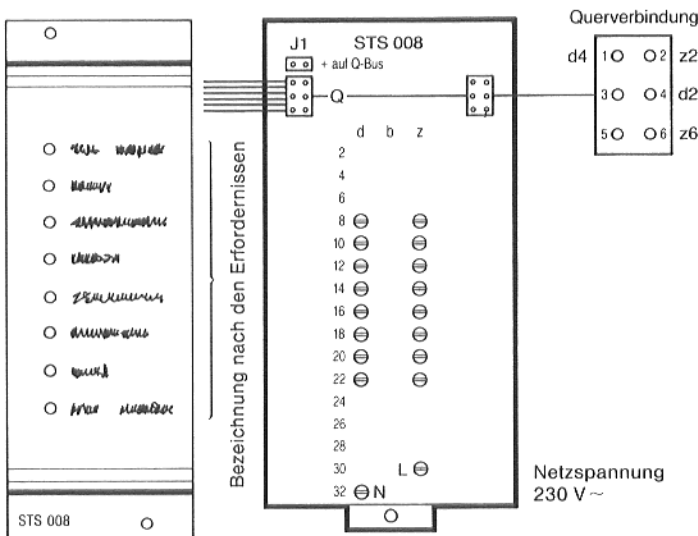 Querverbindung
d4 1 2 z2
3 4 d2
5 6 z6
J1 STS 008
+ auf Q-Bus
Q
d b z
2
4
6
8
10
12
14
16
18
20
22
24
26
28
30 L
32 N
Bezeichnung nach den Erfordernissen
Netzspannung
230 V ~
STS 008